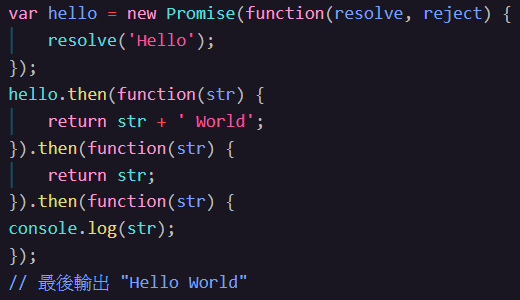 var hello = new Promise(function(resolve, reject) {
    resolve('Hello');
});
hello.then(function(str) {
    return str + ' World';
}).then(function(str) {
    return str;
}).then(function(str) {
console.log(str);
});
// 最後輸出 "Hello World"